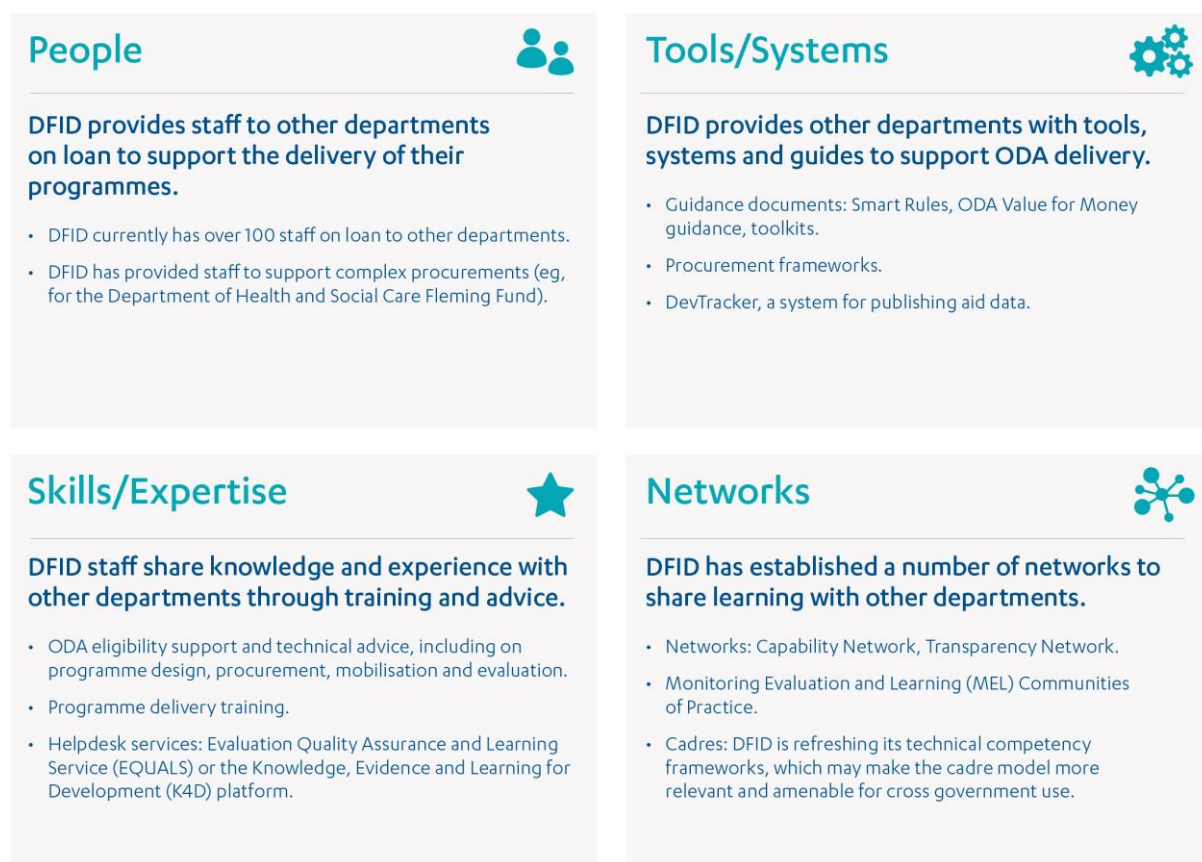 People
DFID provides staff to other departments
on loan to support the delivery of their
programmes.
• DFID currently has over 100 staff on loan to other departments.
• DFID has provided staff to support complex procurements (eg,
for the Department of Health and Social Care Fleming Fund).
Tools/Systems
DFID provides other departments with tools,
systems and guides to support ODA delivery.
• Guidance documents: Smart Rules, ODA Value for Money
guidance, toolkits.
• Procurement frameworks.
• DevTracker, a system for publishing aid data.
Skills/Expertise
DFID staff share knowledge and experience with
other departments through training and advice.
• ODA eligibility support and technical advice, including on
programme design, procurement, mobilisation and evaluation.
• Programme delivery training.
• Helpdesk services: Evaluation Quality Assurance and Learning
Service (EQUALS) or the Knowledge, Evidence and Learning for
Development (K4D) platform.
Networks
DFID has established a number of networks to
share learning with other departments.
• Networks: Capability Network, Transparency Network.
• Monitoring Evaluation and Learning (MEL) Communities
of Practice.
• Cadres: DFID is refreshing its technical competency
frameworks, which may make the cadre model more
relevant and amenable for cross government use.